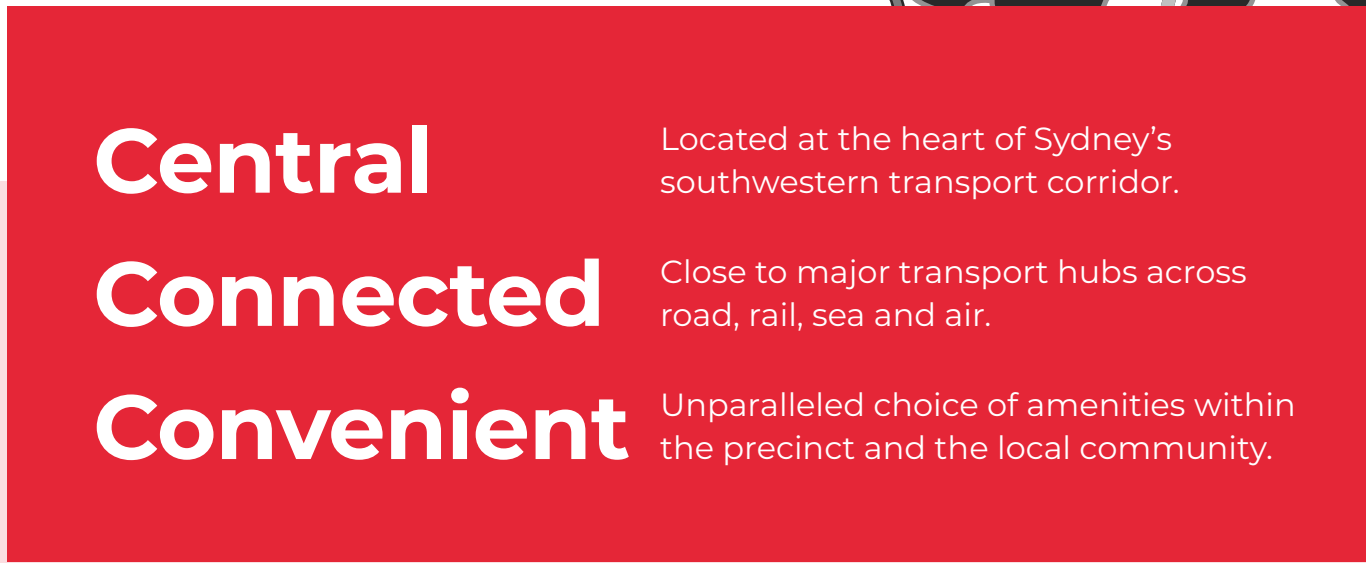 Central
Located at the heart of Sydney’s
southwestern transport corridor.
Connected
Close to major transport hubs across
road, rail, sea and air.
Convenient
Unparalleled choice of amenities within
the precinct and the local community.